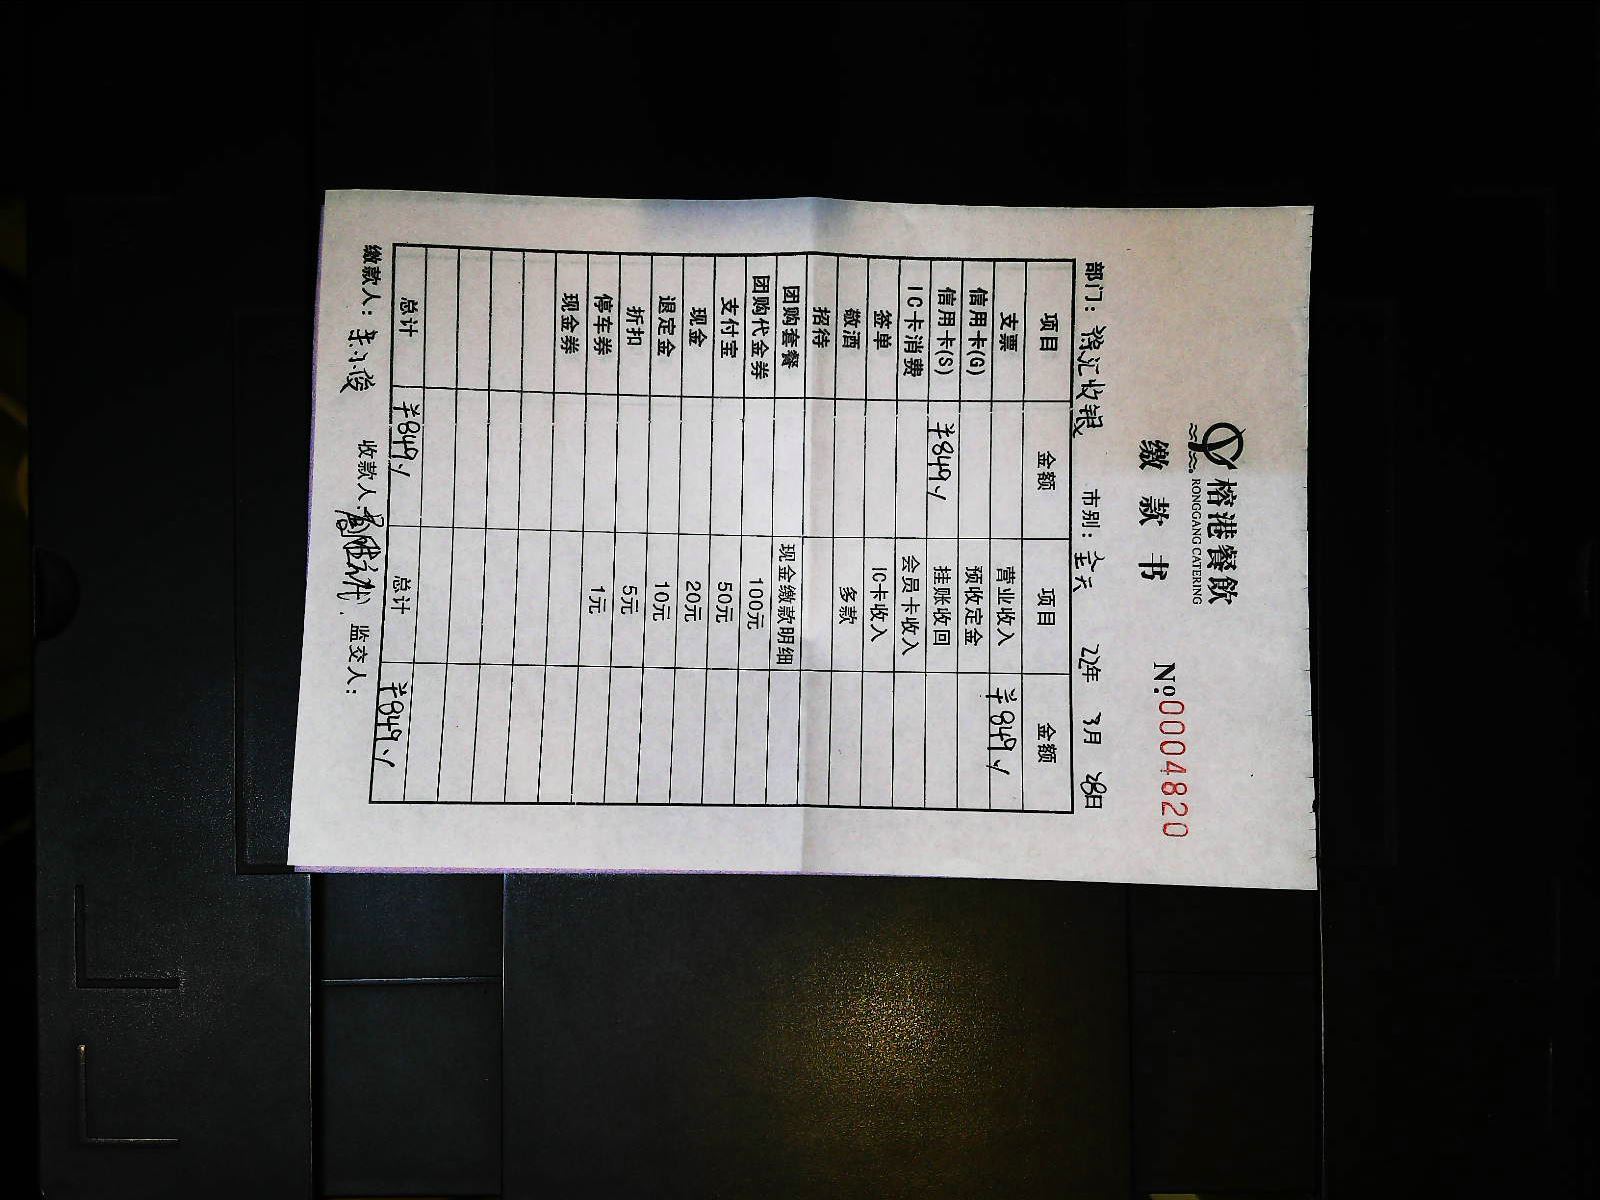 榕港餐飲
RONGGANG CATERING
缴 款 书 No.0004820
部门: 收银 市别: 全天 22年 3月 28日
项目 金额 项目 金额
支票 营业收入 ¥849
信用卡(G) 预收定金
信用卡(S) ¥849 挂账收回
IC卡消费 会员卡收入
签单 IC卡收入
敬酒 多款
招待
团购套餐 现金缴款明细
团购代金券 100元
支付宝 50元
现金 20元
退定金 10元
折扣 5元
停车券 1元
现金券
总计 ¥849 总计 ¥849
缴款人: 收款人: 监交人: